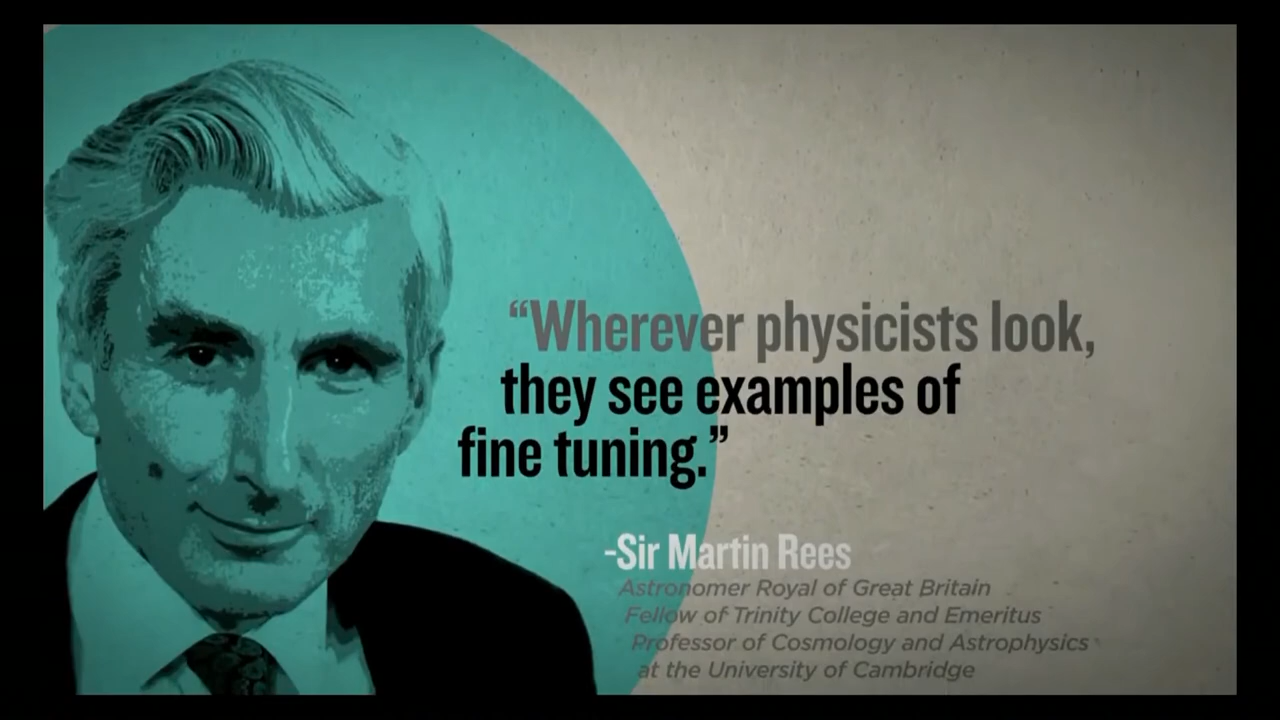 “Wherever physicists look,
they see examples of
fine tuning.”
-Sir Martin Rees
Astronomer Royal of Great Britain
Fellow of Trinity College and Emeritus
Professor of Cosmology and Astrophysics
at the University of Cambridge